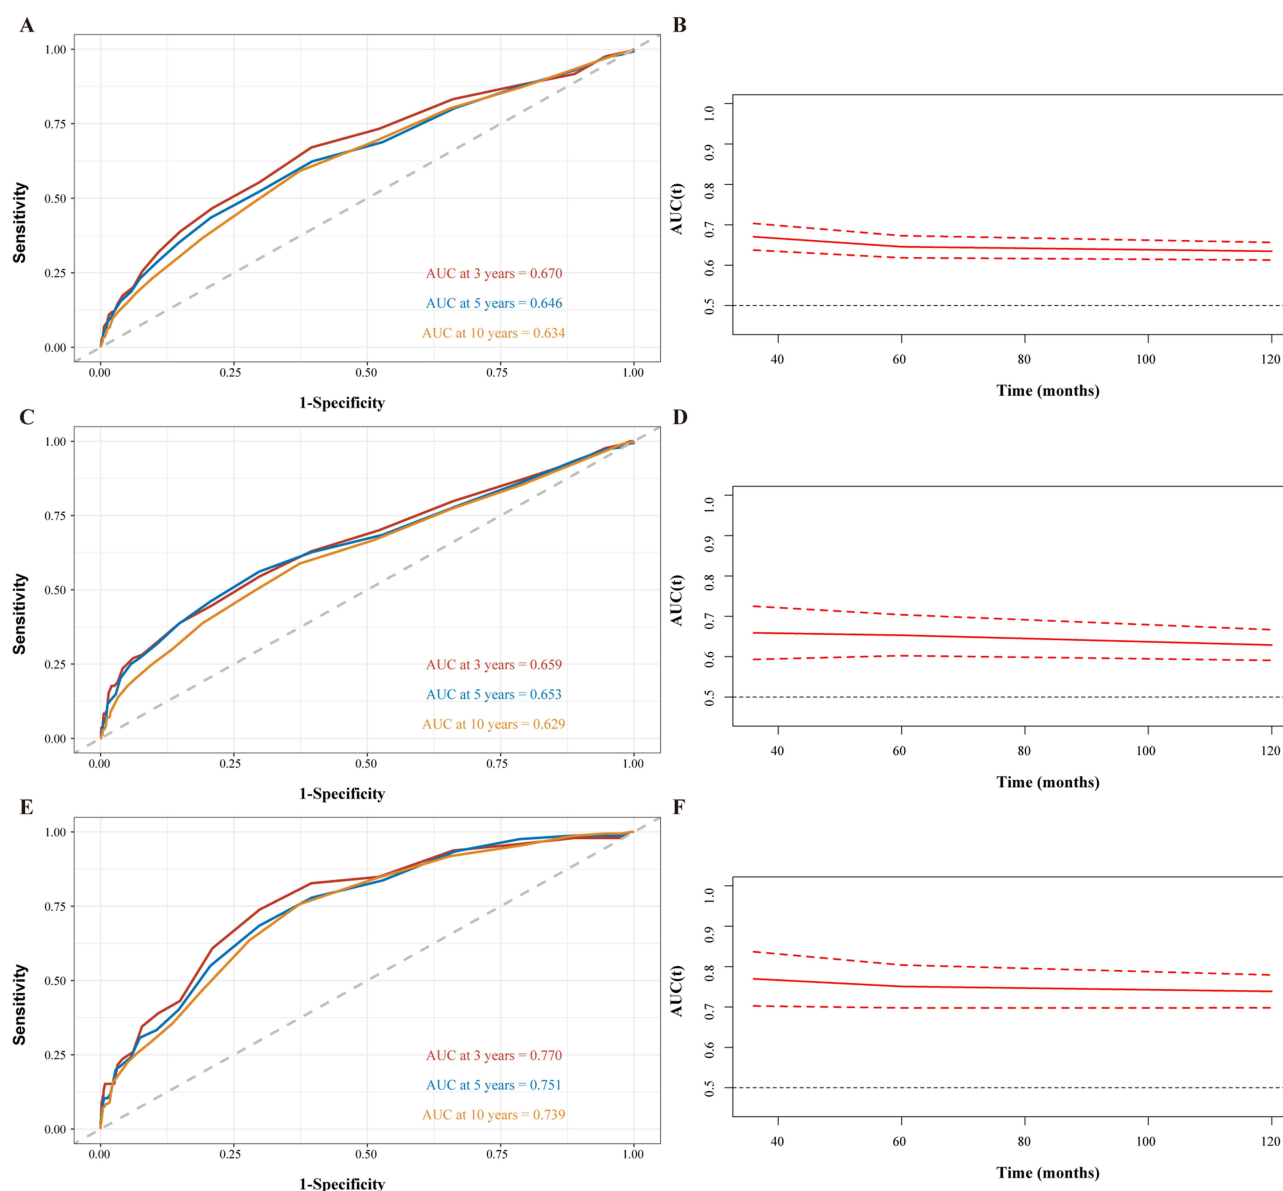 A
1.00
0.75
0.50
0.25
0.00
Sensitivity
AUC at 3 years = 0.670
AUC at 5 years = 0.646
AUC at 10 years = 0.634
0.00 0.25 0.50 0.75 1.00
1-Specificity
B
1.0
0.9
0.8
0.7
0.6
0.5
AUC(t)
40 60 80 100 120
Time (months)
C
1.00
0.75
0.50
0.25
0.00
Sensitivity
AUC at 3 years = 0.659
AUC at 5 years = 0.653
AUC at 10 years = 0.629
0.00 0.25 0.50 0.75 1.00
1-Specificity
D
1.0
0.9
0.8
0.7
0.6
0.5
AUC(t)
40 60 80 100 120
Time (months)
E
1.00
0.75
0.50
0.25
0.00
Sensitivity
AUC at 3 years = 0.770
AUC at 5 years = 0.751
AUC at 10 years = 0.739
0.00 0.25 0.50 0.75 1.00
1-Specificity
F
1.0
0.9
0.8
0.7
0.6
0.5
AUC(t)
40 60 80 100 120
Time (months)